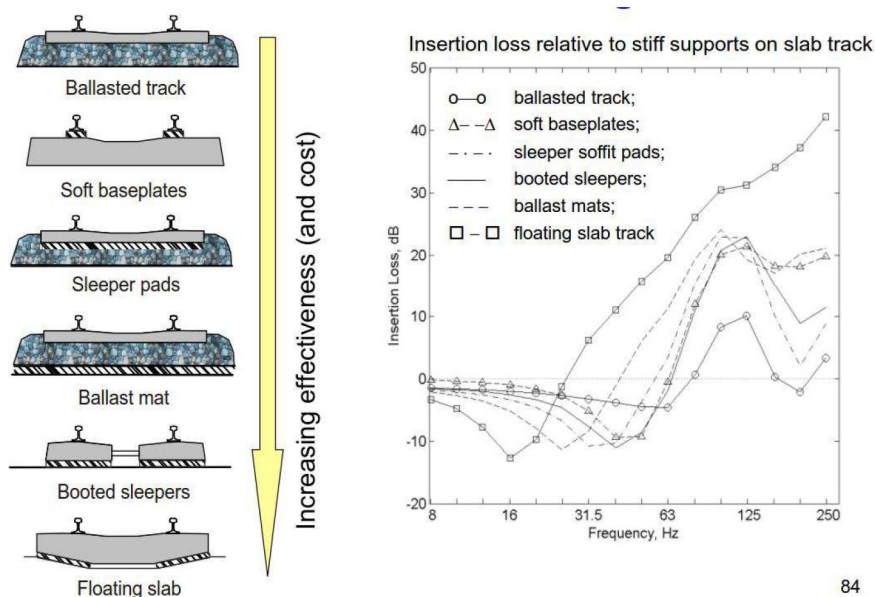 Ballasted track
Soft baseplates
Sleeper pads
Ballast mat
Booted sleepers
Floating slab
Increasing effectiveness (and cost)
Insertion loss relative to stiff supports on slab track
ballasted track;
soft baseplates;
sleeper soffit pads;
booted sleepers;
ballast mats;
floating slab track
Insertion Loss, dB
50
40
30
20
10
0
-10
-20
8
16
31.5
63
125
250
Frequency, Hz
84